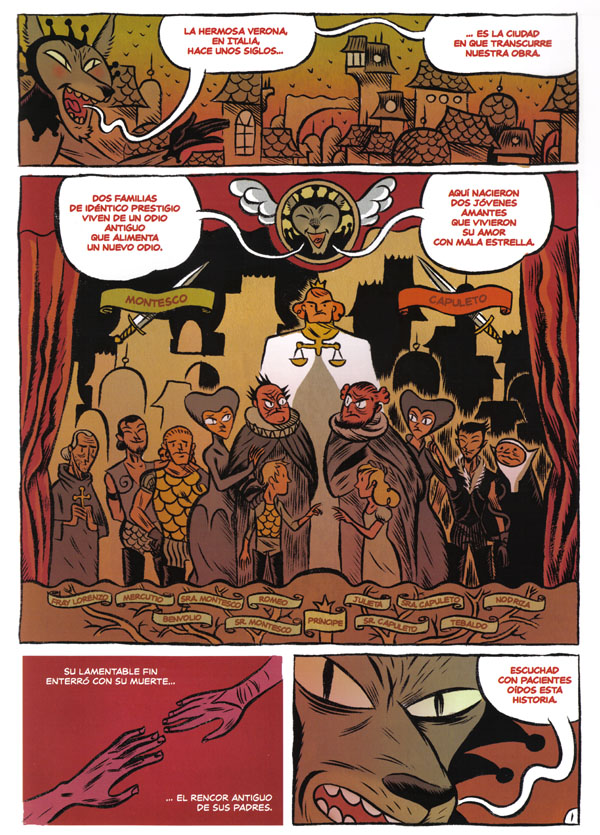 LA HERMOSA VERONA,
EN ITALIA,
HACE UNOS SIGLOS...
... ES LA CIUDAD
EN QUE TRANSCURRE
NUESTRA OBRA.
DOS FAMILIAS
DE IDÉNTICO PRESTIGIO
VIVEN DE UN ODIO
ANTIGUO
QUE ALIMENTA
UN NUEVO ODIO.
AQUÍ NACIERON
DOS JÓVENES
AMANTES
QUE VIVIERON
SU AMOR
CON MALA ESTRELLA.
MONTESCO
CAPULETO
FRAY LORENZO
MERCUTIO
BENVOLIO
SRA. MONTESCO
SR. MONTESCO
ROMEO
PRÍNCIPE
JULIETA
SR. CAPULETO
SRA. CAPULETO
TEBALDO
NODRIZA
SU LAMENTABLE FIN
ENTERRÓ CON SU MUERTE...
... EL RENCOR ANTIGUO
DE SUS PADRES.
ESCUCHAD
CON PACIENTES
OÍDOS ESTA
HISTORIA.
1